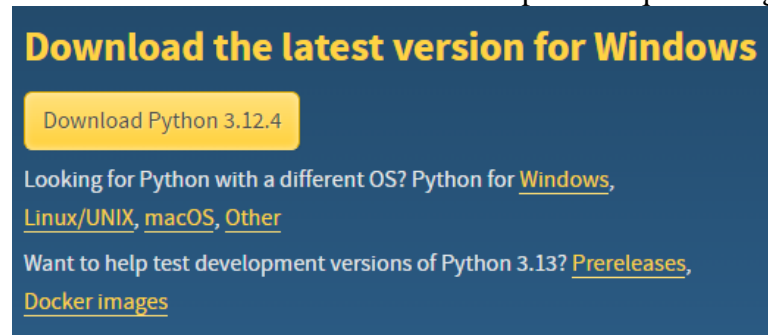 Download the latest version for Windows
Download Python 3.12.4
Looking for Python with a different OS? Python for Windows,
Linux/UNIX, macOS, Other
Want to help test development versions of Python 3.13? Prereleases,
Docker images